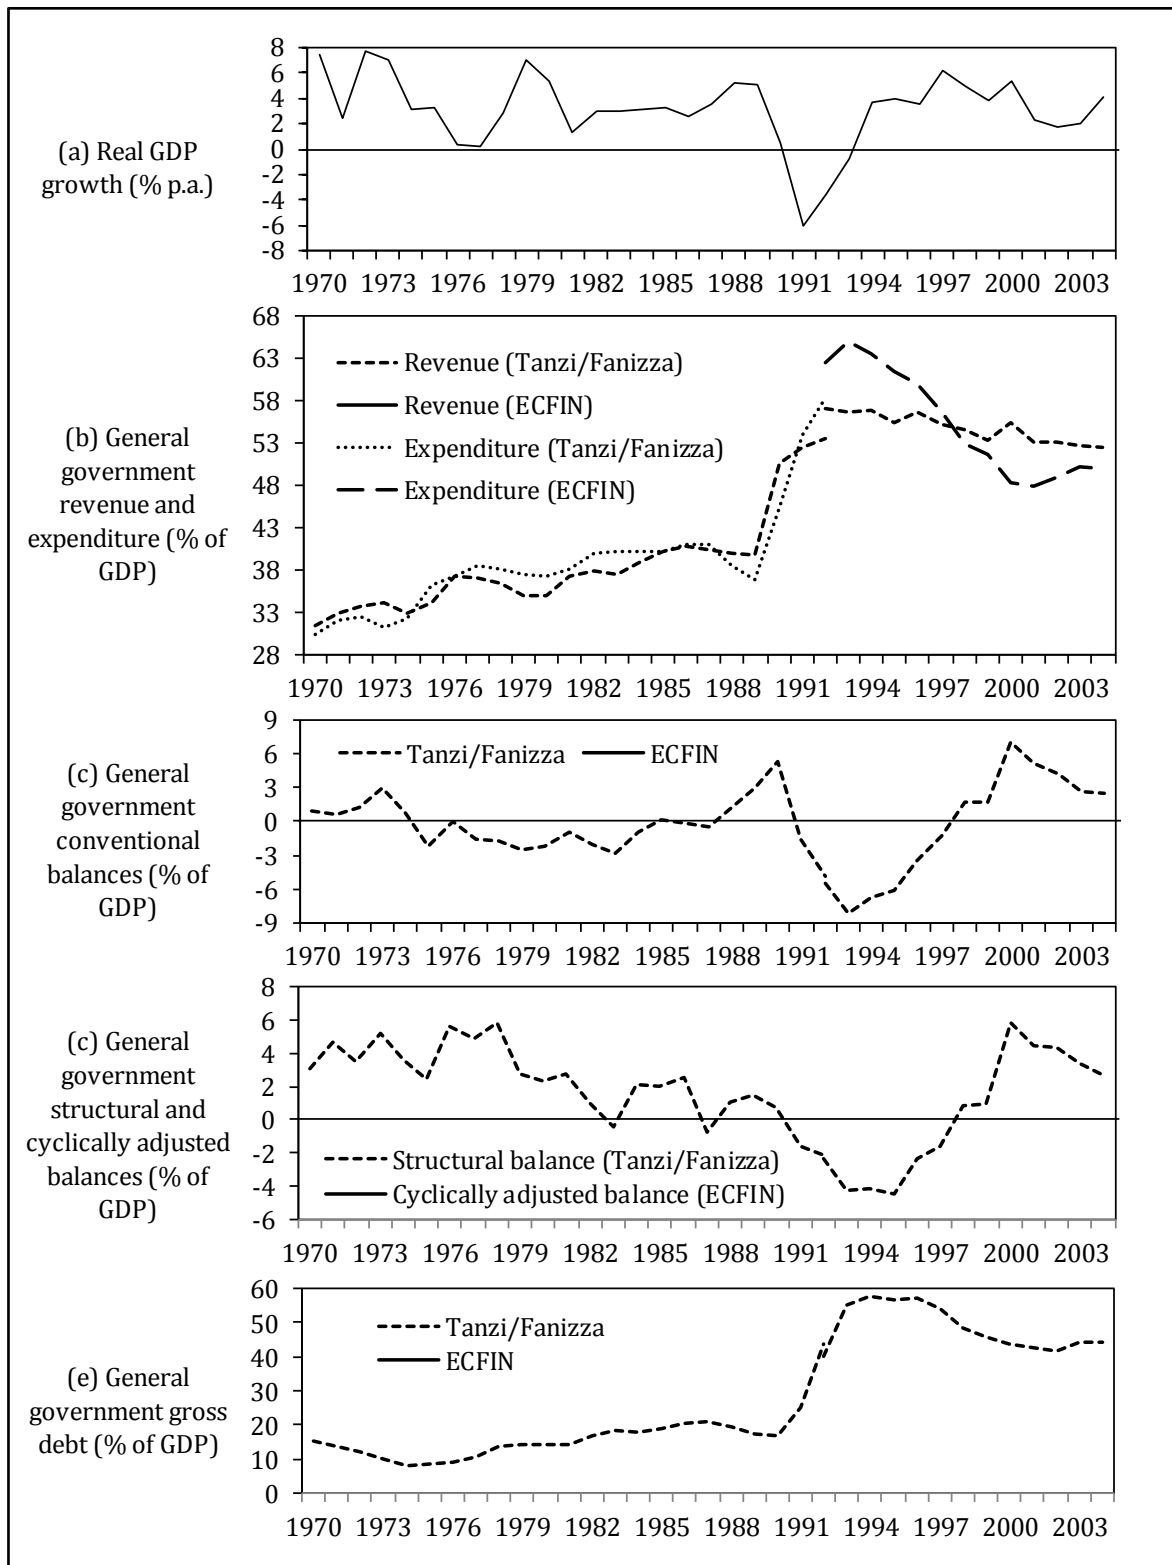 (a) Real GDP
growth (% p.a.)
8
6
4
2
0
-2
-4
-6
-8
1970 1973 1976 1979 1982 1985 1988 1991 1994 1997 2000 2003
(b) General
government
revenue and
expenditure (% of
GDP)
68
63
58
53
48
43
38
33
28
Revenue (Tanzi/Fanizza)
Revenue (ECFIN)
Expenditure (Tanzi/Fanizza)
Expenditure (ECFIN)
1970 1973 1976 1979 1982 1985 1988 1991 1994 1997 2000 2003
(c) General
government
conventional
balances (% of
GDP)
9
6
3
0
-3
-6
-9
Tanzi/Fanizza ECFIN
1970 1973 1976 1979 1982 1985 1988 1991 1994 1997 2000 2003
(c) General
government
structural and
cyclically adjusted
balances (% of
GDP)
8
6
4
2
0
-2
-4
-6
Structural balance (Tanzi/Fanizza)
Cyclically adjusted balance (ECFIN)
1970 1973 1976 1979 1982 1985 1988 1991 1994 1997 2000 2003
(e) General
government gross
debt (% of GDP)
60
50
40
30
20
10
0
Tanzi/Fanizza
ECFIN
1970 1973 1976 1979 1982 1985 1988 1991 1994 1997 2000 2003